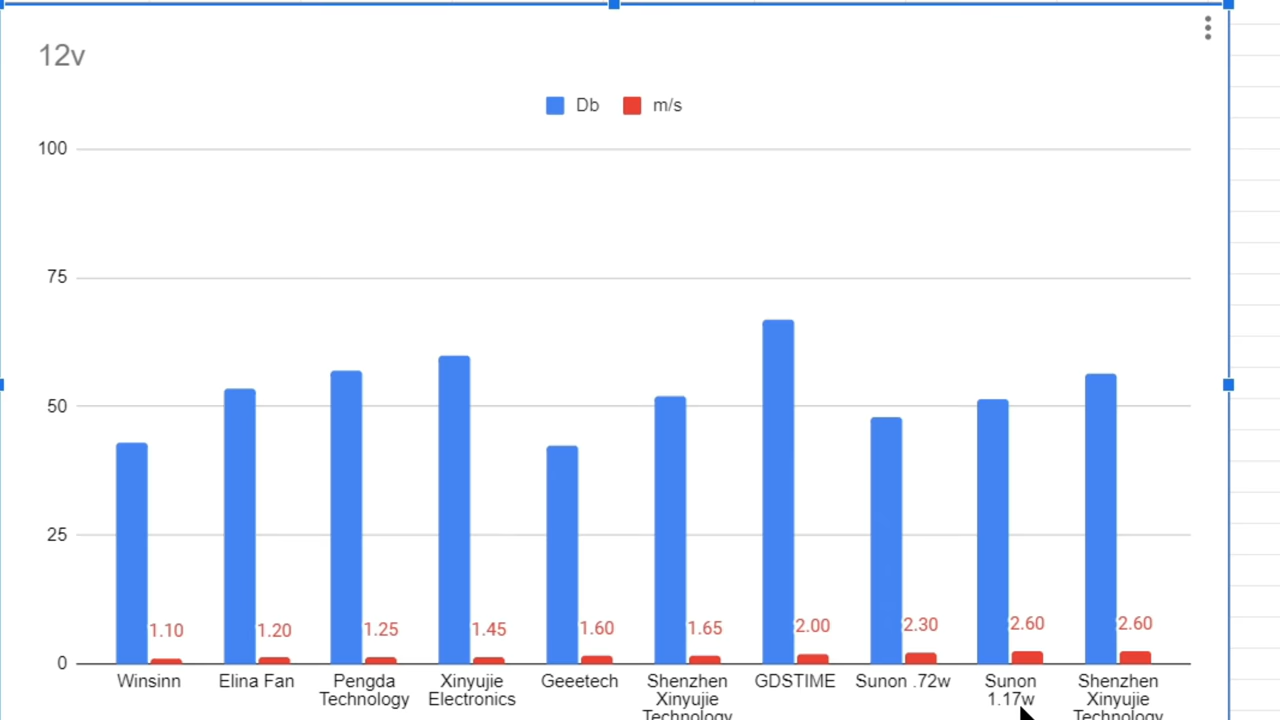 12v
Db m/s
100
75
50
25
0
1.10 1.20 1.25 1.45 1.60 1.65 2.00 2.30 2.60 2.60
Winsinn Elina Fan Pengda Xinyujie Geeetech Shenzhen GDSTIME Sunon .72w Sunon Shenzhen
Technology Electronics Xinyujie 1.17w Xinyujie
Technology Technology